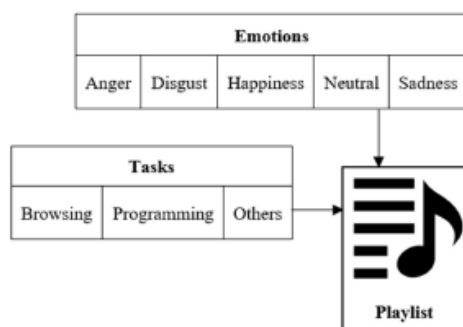 Emotions
Anger Disgust Happiness Neutral Sadness
Tasks
Browsing Programming Others
Playlist